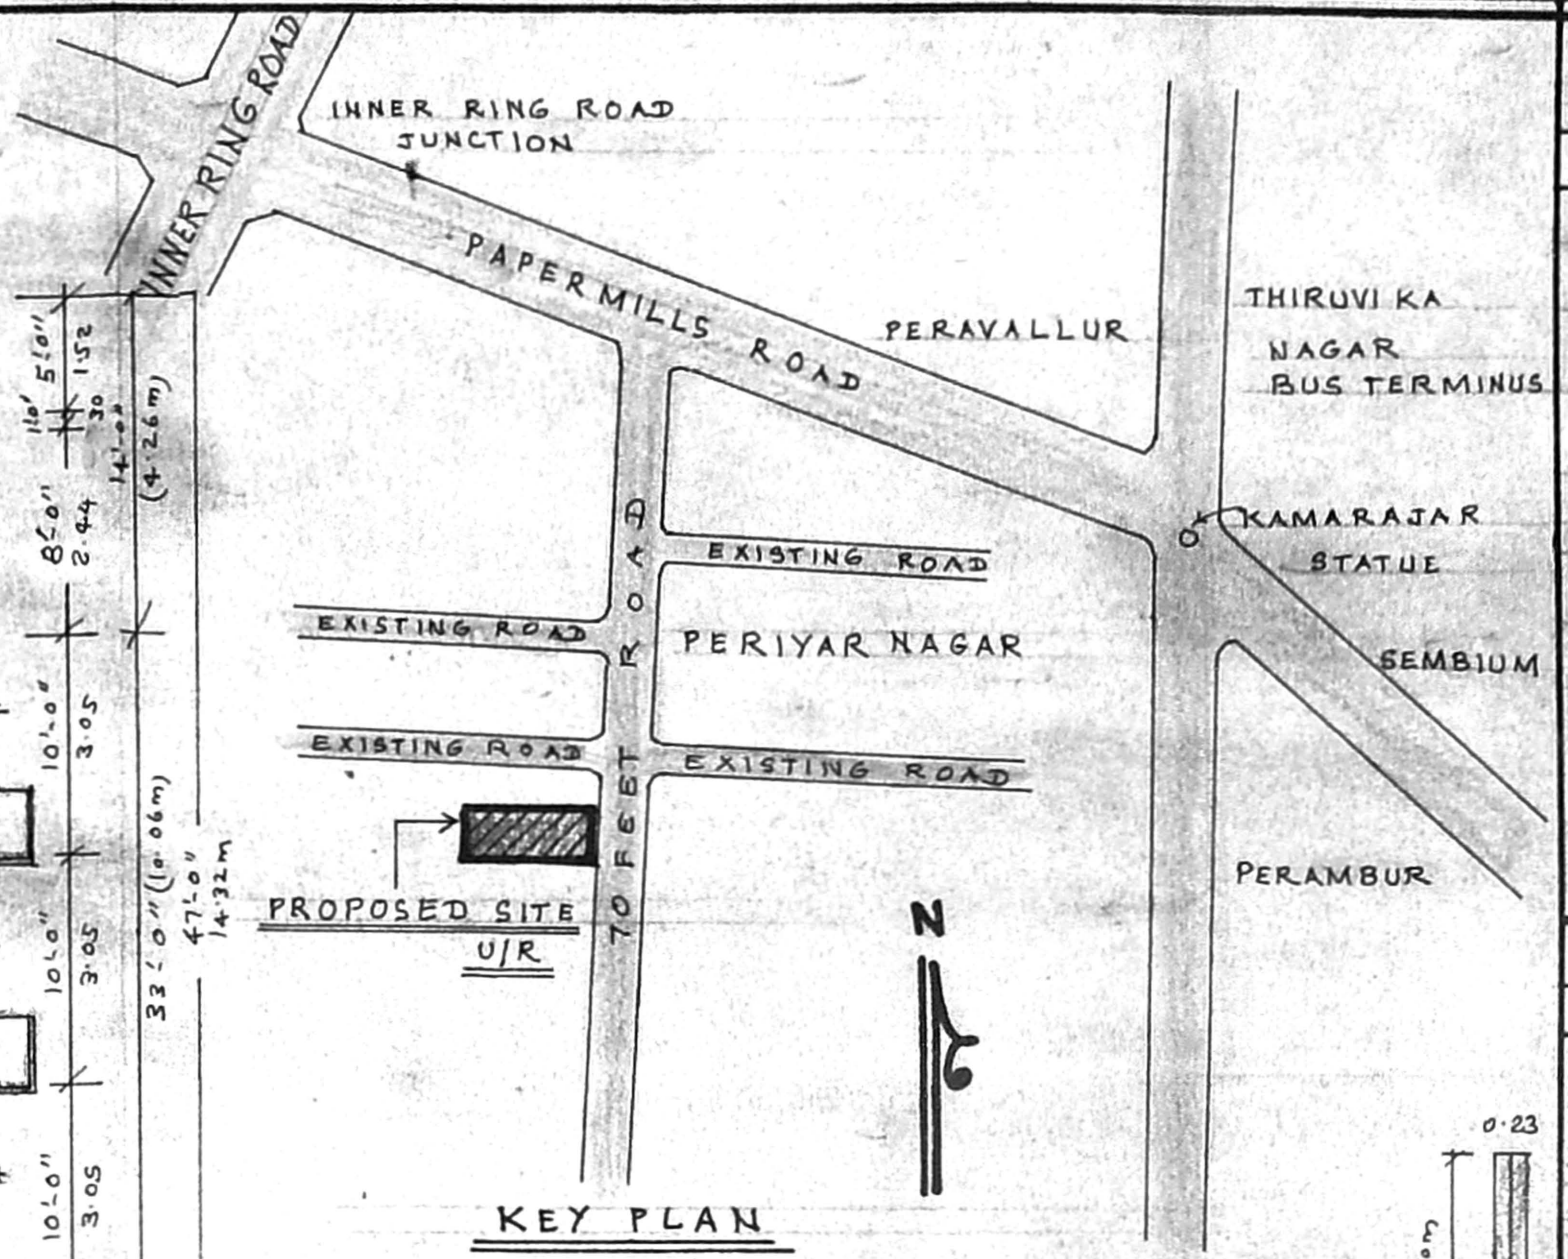 INNER RING ROAD
INNER RING ROAD
JUNCTION
PAPER MILLS ROAD
PERAVALLUR
THIRUVI KA
NAGAR
BUS TERMINUS
KAMARAJAR
STATUE
EXISTING ROAD
EXISTING ROAD
PERIYAR NAGAR
SEMBIUM
EXISTING ROAD
EXISTING ROAD
70 FEET ROAD
PERAMBUR
PROPOSED SITE
U/R
N
KEY PLAN
5'-0"
152
1'-0"
30
14'-0"
(4.26m)
8'-0"
2.44
10'-0"
3.05
33'-0" (10.06m)
47'-0"
14.32m
10'-0"
3.05
10'-0"
3.05
0.23